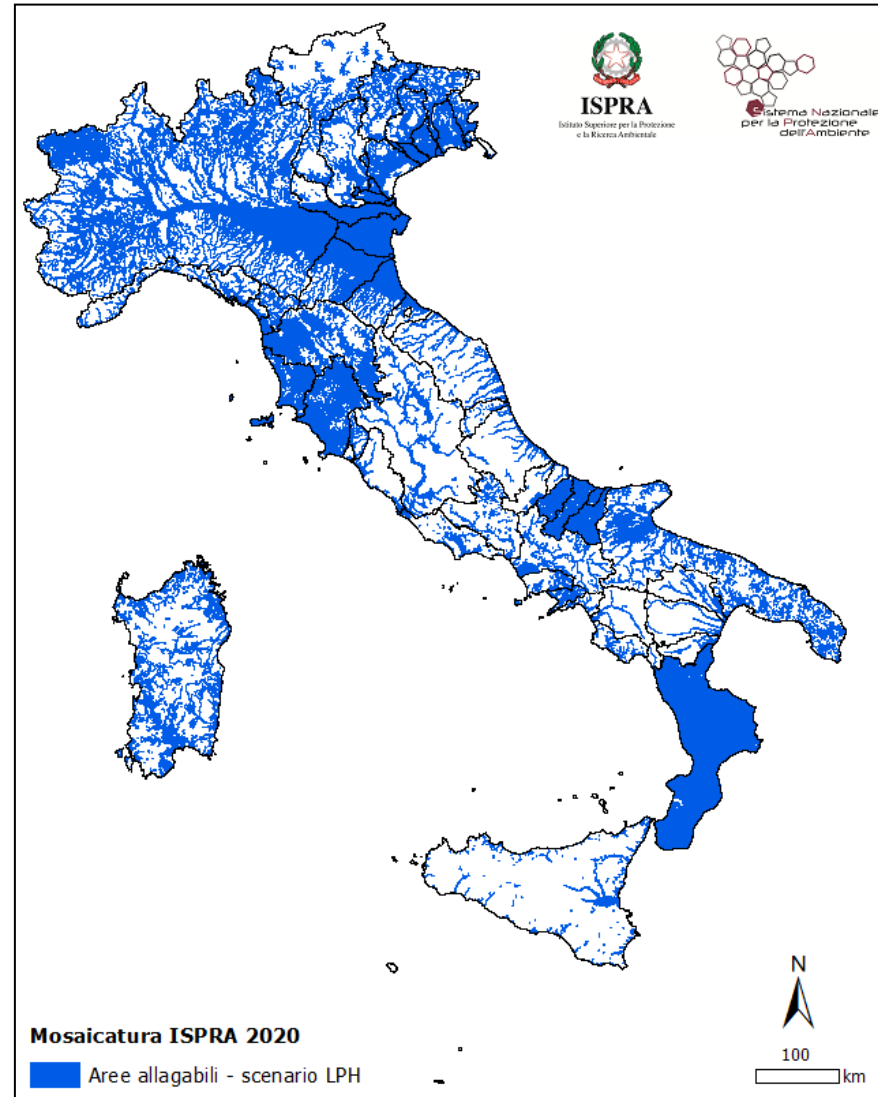 ISPRA
Istituto Superiore per la Protezione
e la Ricerca Ambientale
Sistema Nazionale
per la Protezione
dell'Ambiente
N
100
km
Mosaicatura ISPRA 2020
Aree allagabili - scenario LPH